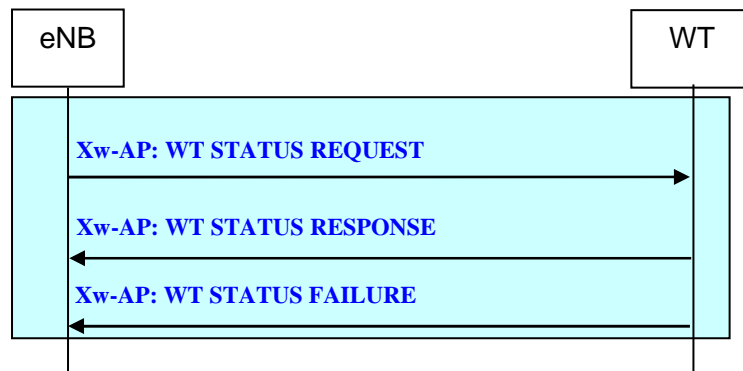 eNB
WT
Xw-AP: WT STATUS REQUEST
Xw-AP: WT STATUS RESPONSE
Xw-AP: WT STATUS FAILURE